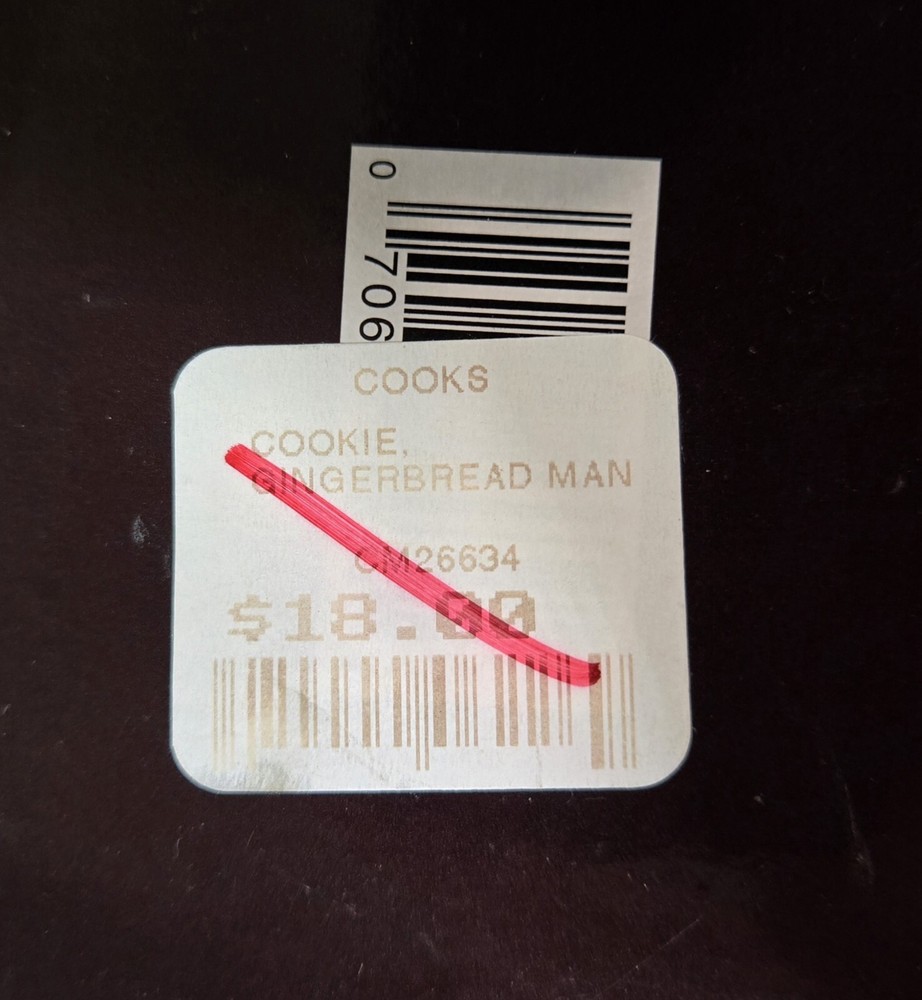 0
706
COOKS
COOKIE,
GINGERBREAD MAN
CM26634
$18.00